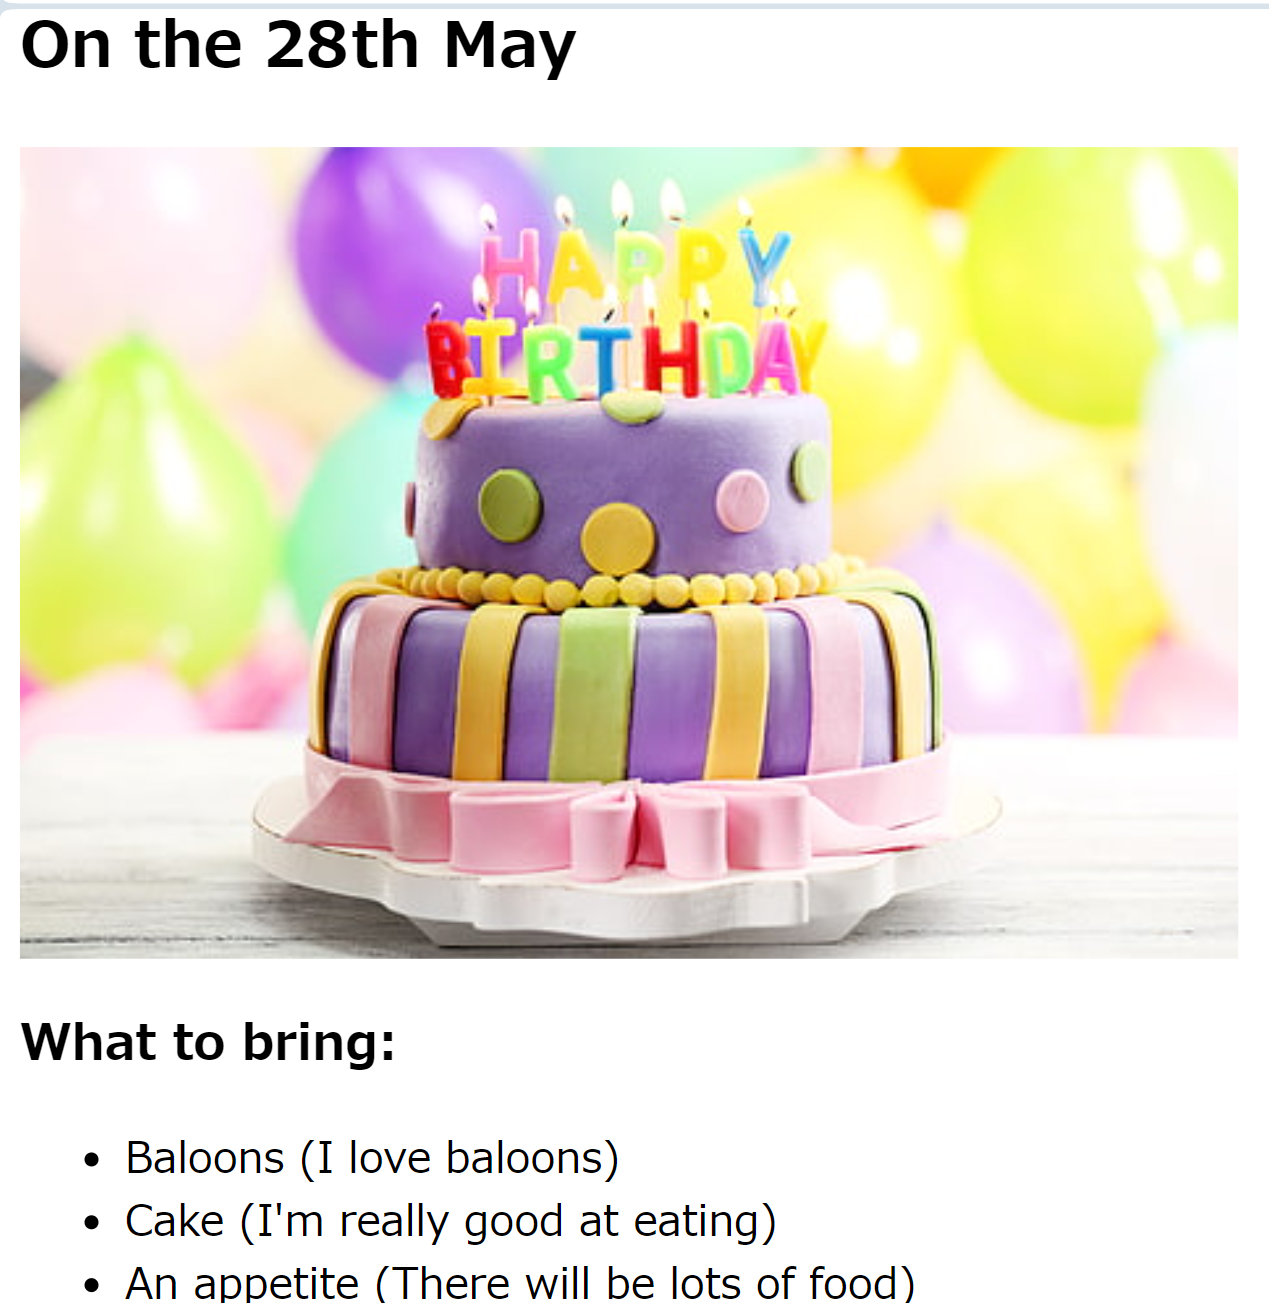 On the 28th May
HAPPY
BIRTHDAY
What to bring:
Baloons (I love baloons)
Cake (I'm really good at eating)
An appetite (There will be lots of food)